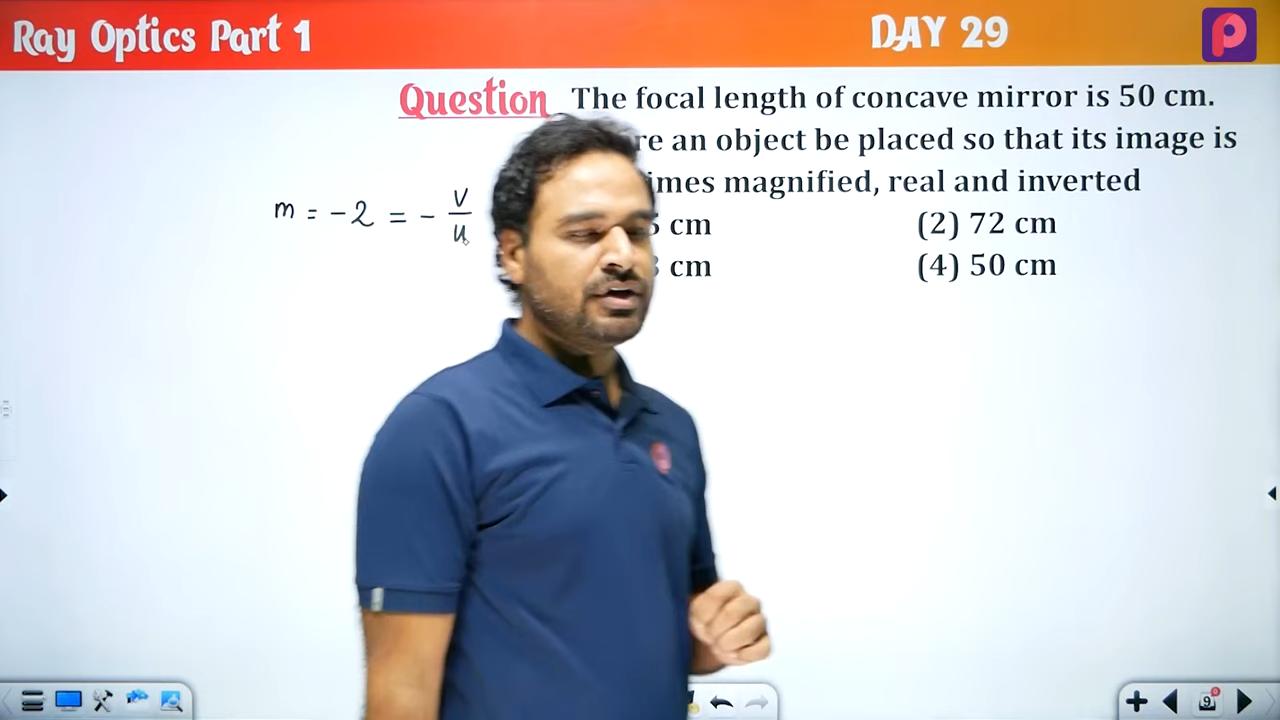 Ray Optics Part 1
DAY 29
Question The focal length of concave mirror is 50 cm.
an object be placed so that its image is
magnified, real and inverted
m = -2 = - v/u
cm (2) 72 cm
cm (4) 50 cm
9